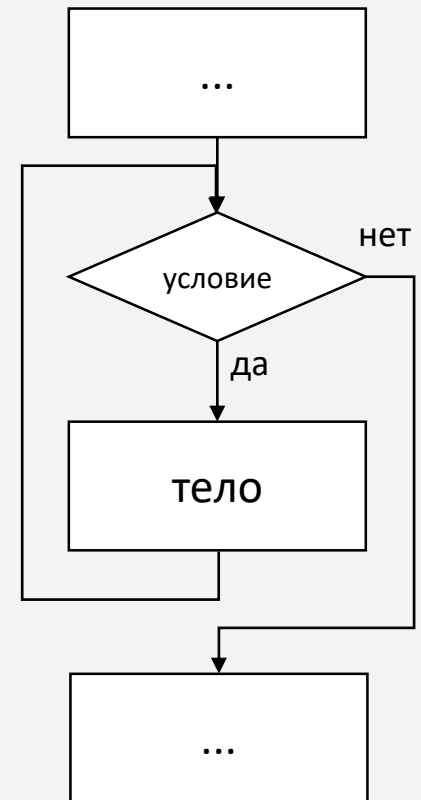 ...
нет
условие
да
тело
...